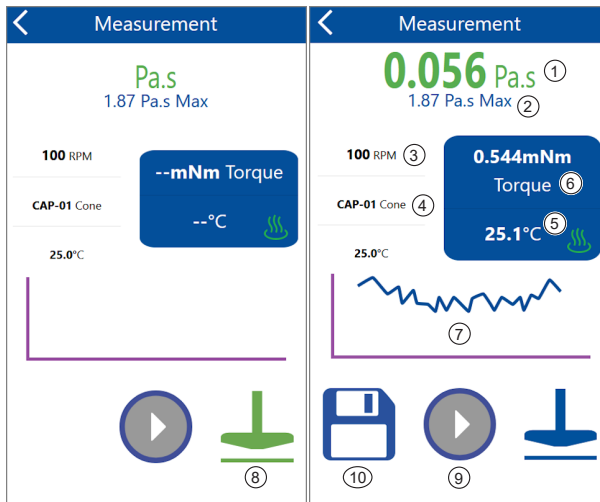 Measurement
Pa.s
1.87 Pa.s Max
100 RPM
--mNm Torque
CAP-01 Cone
--°C
25.0°C
8
Measurement
0.056 Pa.s 1
1.87 Pa.s Max 2
100 RPM 3
0.544mNm
Torque 6
CAP-01 Cone 4
25.1°C 5
25.0°C
7
10
9